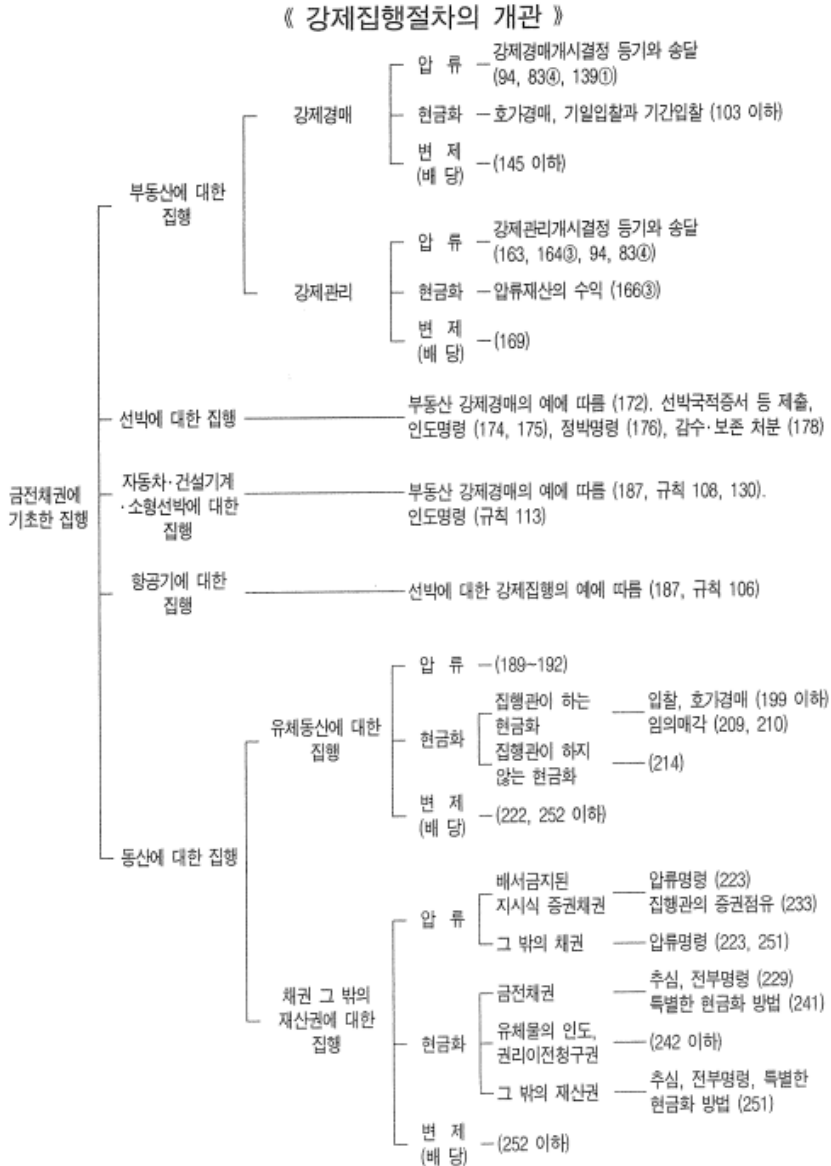 《 강제집행절차의 개관 》
금전채권에
기초한 집행
부동산에 대한
집행
강제경매
압 류
강제경매개시결정 등기와 송달
(94, 83④, 139①)
현금화
호가경매, 기일입찰과 기간입찰 (103 이하)
변 제
(배 당)
(145 이하)
강제관리
압 류
강제관리개시결정 등기와 송달
(163, 164③, 94, 83④)
현금화
압류재산의 수익 (166③)
변 제
(배 당)
(169)
선박에 대한 집행
부동산 강제경매의 예에 따름 (172). 선박국적증서 등 제출,
인도명령 (174, 175), 정박명령 (176), 감수·보존 처분 (178)
자동차·건설기계
·소형선박에 대한
집행
부동산 강제경매의 예에 따름 (187, 규칙 108, 130).
인도명령 (규칙 113)
항공기에 대한
집행
선박에 대한 강제집행의 예에 따름 (187, 규칙 106)
동산에 대한 집행
유체동산에 대한
집행
압 류
(189~192)
현금화
집행관이 하는
현금화
입찰, 호가경매 (199 이하)
임의매각 (209, 210)
집행관이 하지
않는 현금화
(214)
변 제
(배 당)
(222, 252 이하)
채권 그 밖의
재산권에 대한
집행
압 류
배서금지된
지시식 증권채권
압류명령 (223)
집행관의 증권점유 (233)
그 밖의 채권
압류명령 (223, 251)
현금화
금전채권
추심, 전부명령 (229)
특별한 현금화 방법 (241)
유체물의 인도,
권리이전청구권
(242 이하)
그 밖의 재산권
추심, 전부명령, 특별한
현금화 방법 (251)
변 제
(배 당)
(252 이하)